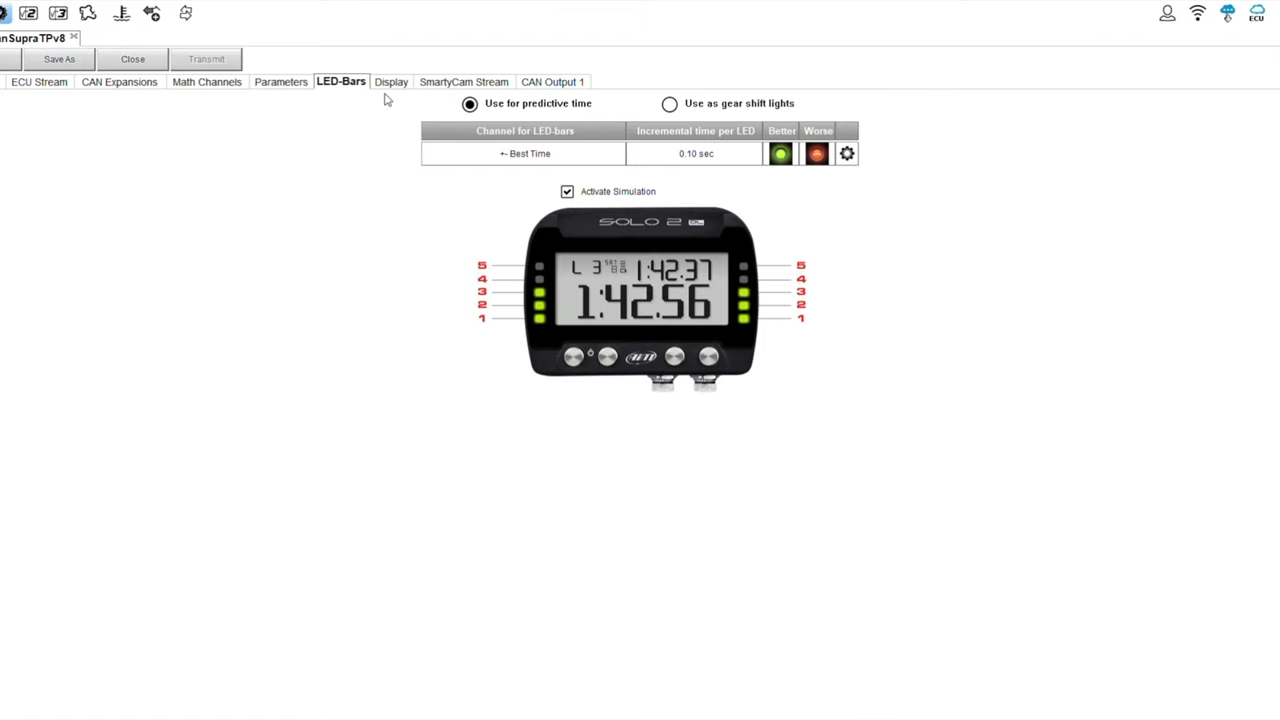 ECU
nSupraTPv8
Save As Close Transmit
ECU Stream CAN Expansions Math Channels Parameters LED-Bars Display SmartyCam Stream CAN Output 1
Use for predictive time Use as gear shift lights
Channel for LED-bars Incremental time per LED Better Worse
+- Best Time 0.10 sec
Activate Simulation
SOLO 2 DL
5 L 3 1:42.37 5
4 4
3 1:42.56 3
2 2
1 1
AiM